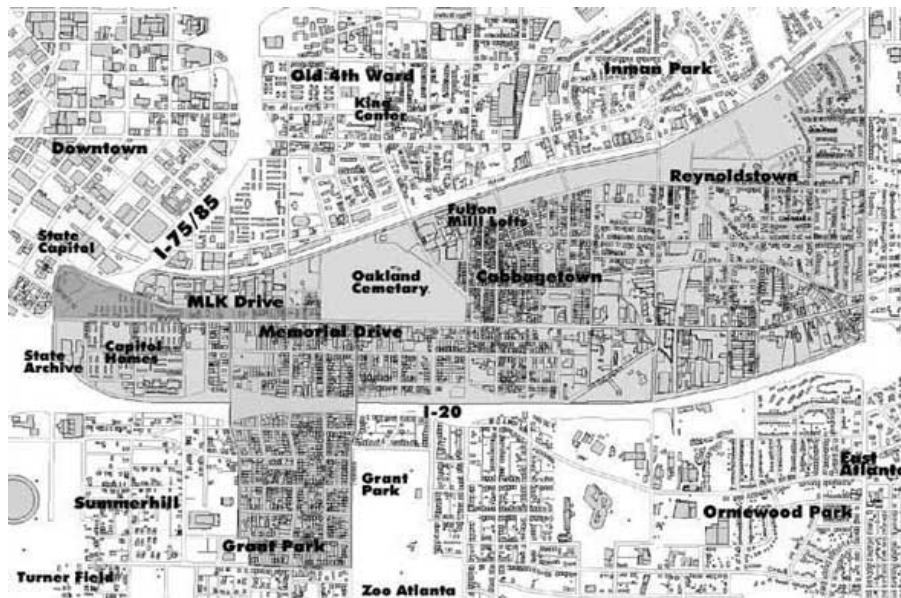 Old 4th Ward
Inman Park
King
Center
Downtown
Reynoldstown
I-75/85
Fulton
Milll Lofts
State
Capitol
Oakland
Cemetary
Cabbagetown
MLK Drive
Memorial Drive
State
Archive
Capitol
Homes
I-20
East
Atlanta
Grant
Park
Summerhill
Ormewood Park
Grant Park
Turner Field
Zoo Atlanta